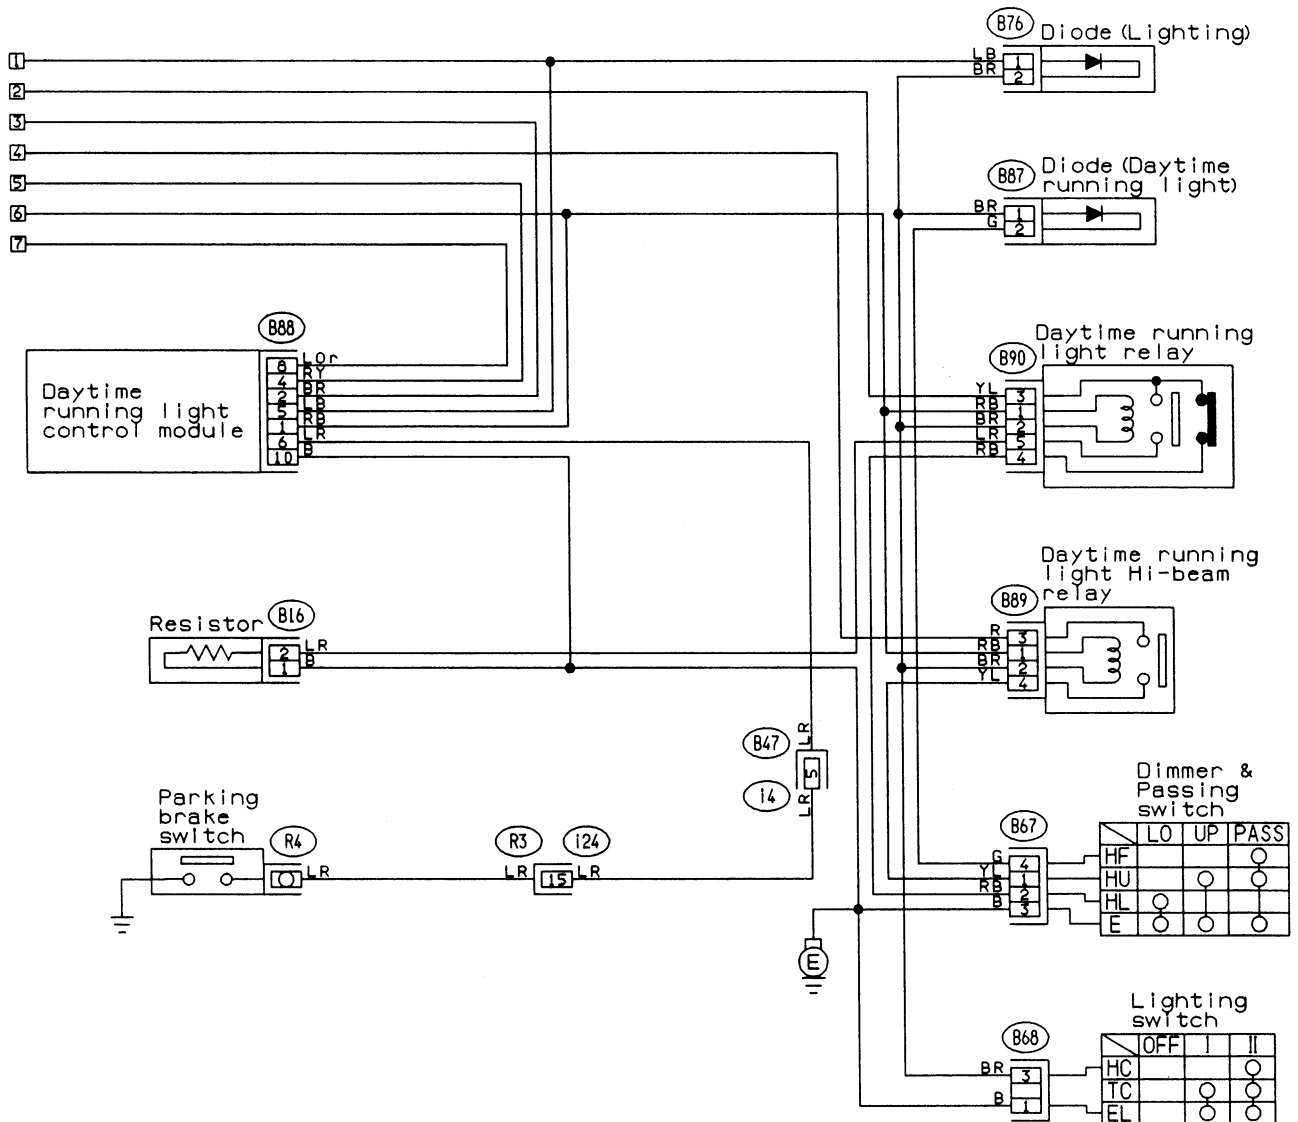 B76
Diode (Lighting)
1
LB
1
BR
2
2
3
4
B87
Diode (Daytime
running light)
5
6
BR
1
G
2
7
B88
Daytime
running light
control module
8
LOr
4
RY
2
BR
5
LB
1
RB
6
LR
10
B
B90
Daytime running
light relay
YL
3
RB
1
BR
2
LR
5
RB
4
Daytime running
light Hi-beam
relay
B89
R
3
RB
1
BR
2
YL
4
Resistor
B16
2
LR
1
B
B47
LR
5
i4
LR
Parking
brake
switch
R4
LR
R3
i24
LR
15
LR
Dimmer &
Passing
switch
B67
LO UP PASS
G
4
HF
YL
1
HU
RB
2
HL
B
3
E
E
Lighting
switch
B68
OFF I II
BR
3
HC
TC
B
1
EL